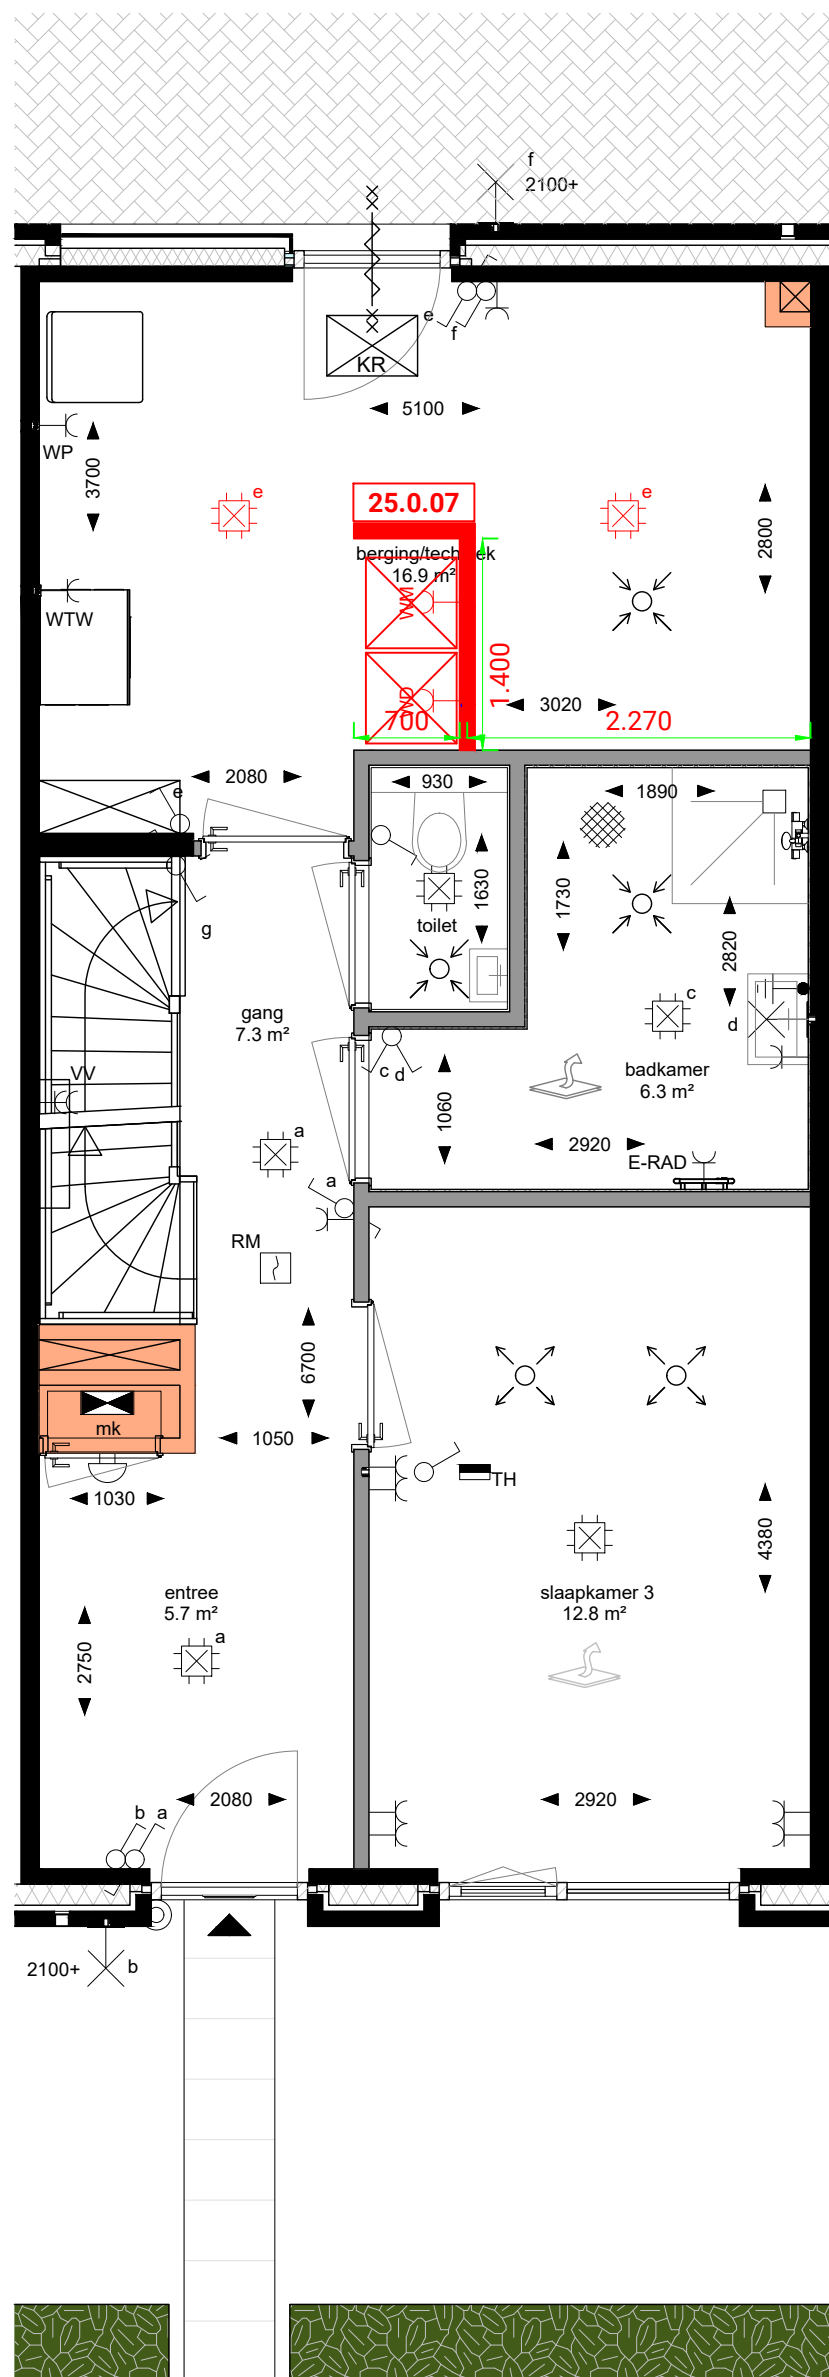 f
2100+
e
f
KR
5100
WP
3700
25.0.07
e
e
2800
berging/techniek
16.9 m²
WM
WTW
1.400
WD
700
3020
2.270
2080
930
1890
e
1630
1730
toilet
g
2820
gang
7.3 m²
c
d
c d
badkamer
6.3 m²
VV
1060
a
2920
E-RAD
a
RM
6700
mk
1050
TH
1030
4380
entree
5.7 m²
slaapkamer 3
12.8 m²
a
2750
b a
2080
2920
2100+
b